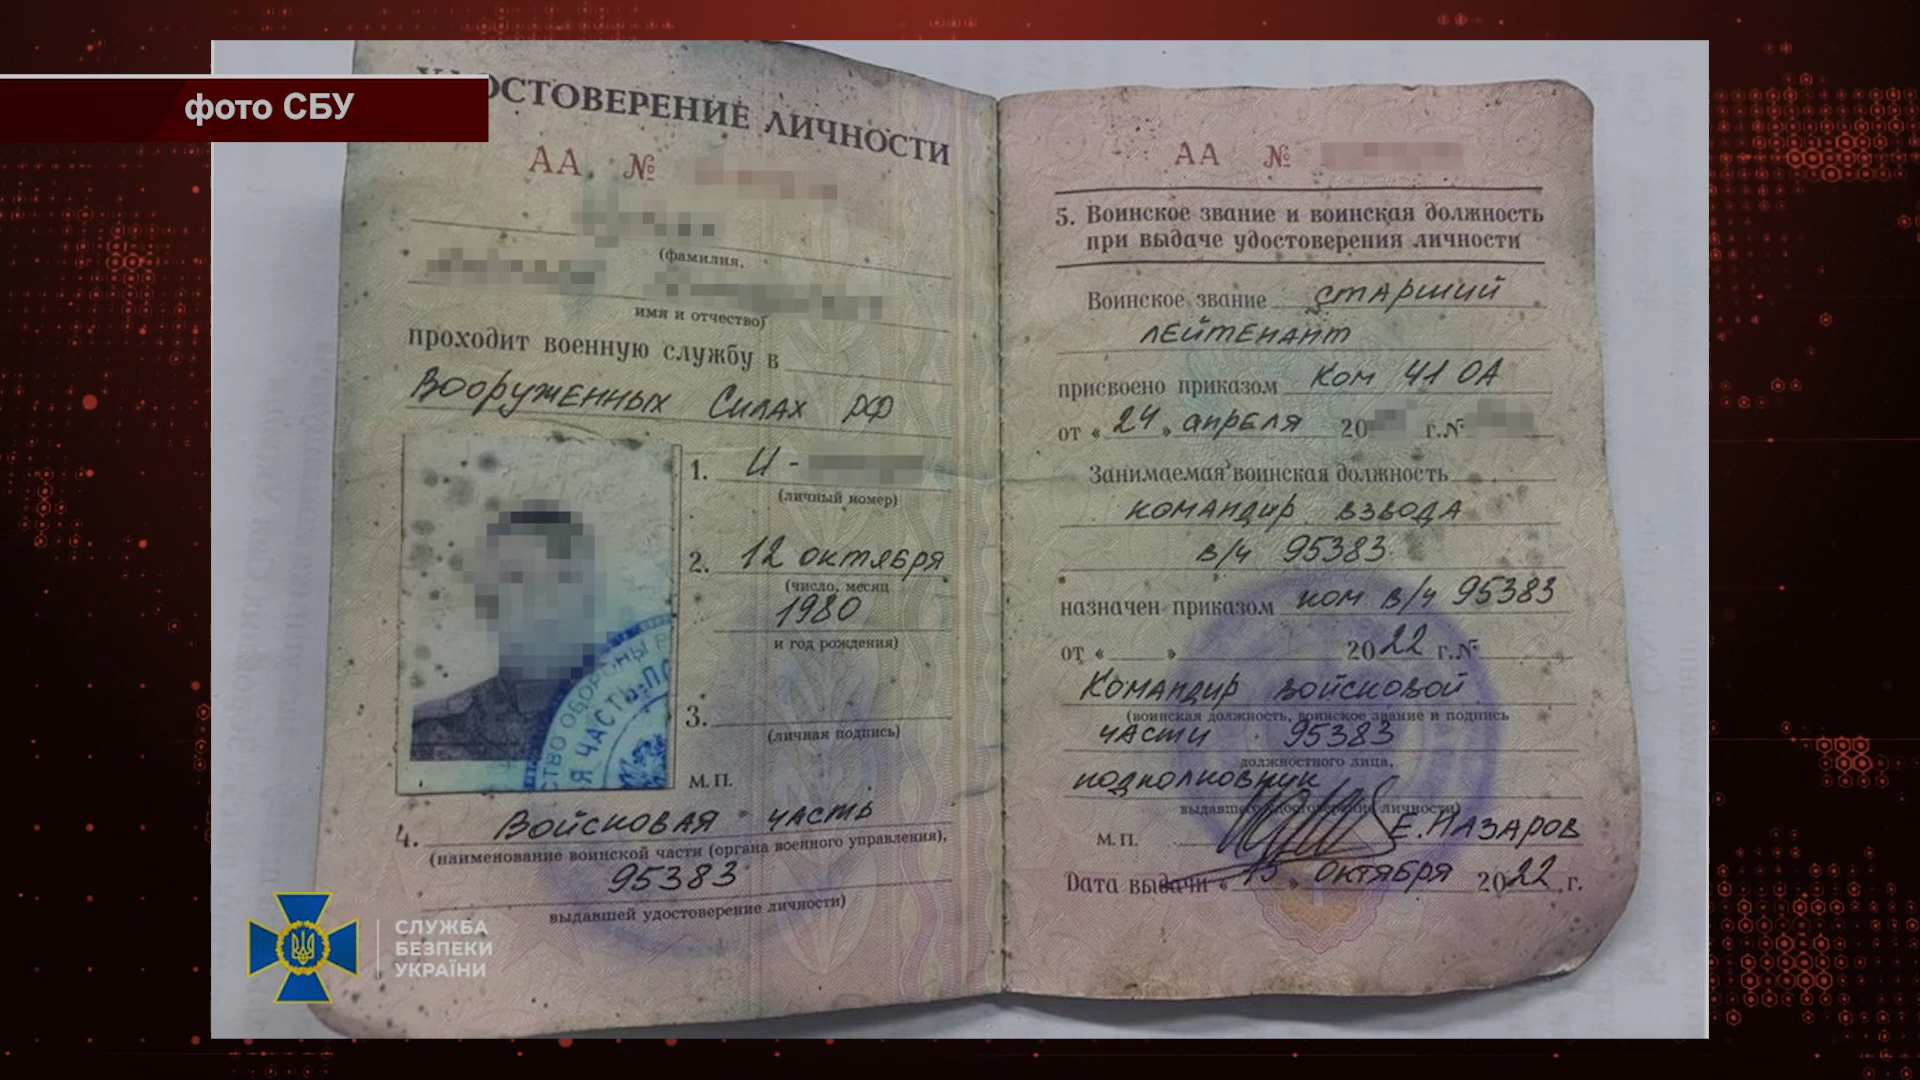 фото СБУ
УДОСТОВЕРЕНИЕ ЛИЧНОСТИ
АА №
(фамилия,
имя и отчество)
проходит военную службу в
Вооруженных Силах РФ
1. И -
(личный номер)
2. 12 октября
(число, месяц
1980
и год рождения)
3.
(личная подпись)
М.П.
4. Войсковая часть
(наименование воинской части (органа военного управления),
95383
выдавшей удостоверение личности)
АА №
5. Воинское звание и воинская должность
при выдаче удостоверения личности
Воинское звание старший
лейтенант
присвоено приказом Ком 41 ОА
от « 24 » апреля 20 г. №
Занимаемая воинская должность
командир взвода
в/ч 95383
назначен приказом ком в/ч 95383
от « » 2022 г. №
Командир войсковой
(воинская должность, воинское звание и подпись
части 95383
должностного лица,
подполковник
выдавшего удостоверение личности)
М.П. Е. Назаров
Дата выдачи « 13 » октября 2022 г.
СЛУЖБА
БЕЗПЕКИ
УКРАЇНИ